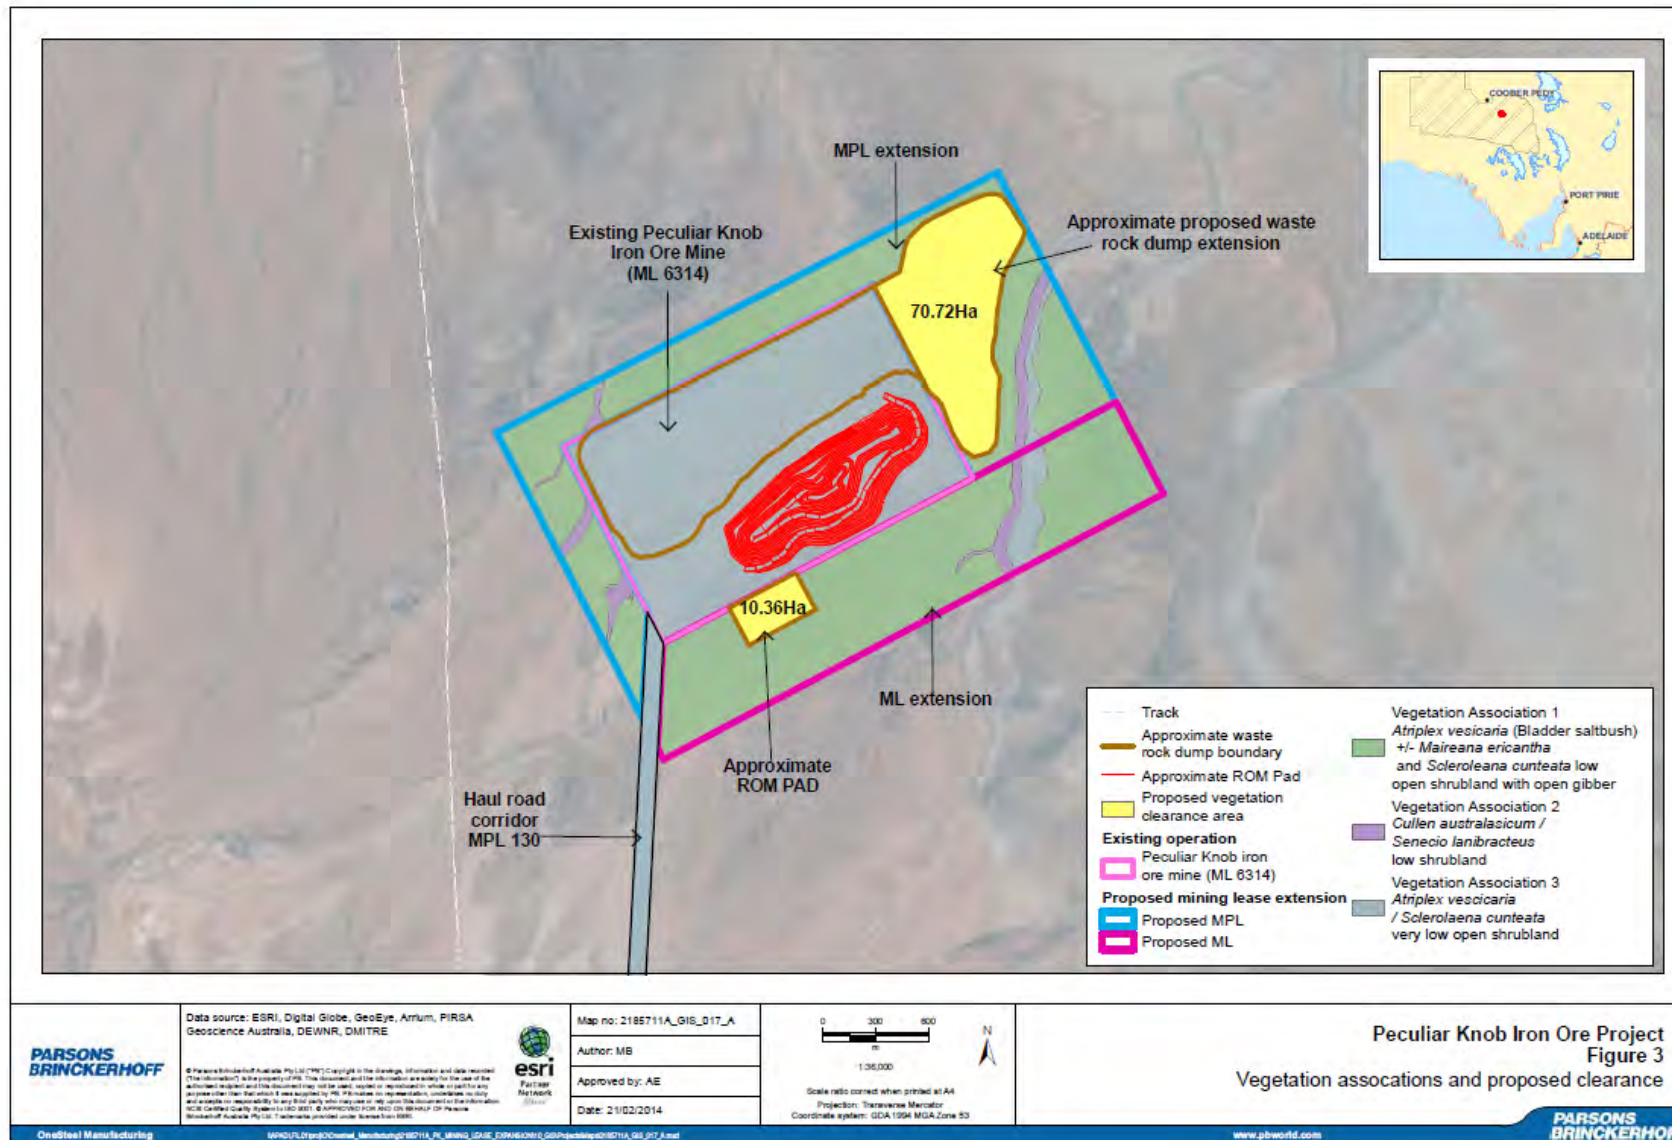 MPL extension
Existing Peculiar Knob
Iron Ore Mine
(ML 6314)
Approximate proposed waste
rock dump extension
70.72Ha
10.36Ha
ML extension
Approximate
ROM PAD
Haul road
corridor
MPL 130
COOBER PEDY
PORT PIRIE
ADELAIDE
Track
Approximate waste
rock dump boundary
Approximate ROM Pad
Proposed vegetation
clearance area
Existing operation
Peculiar Knob iron
ore mine (ML 6314)
Proposed mining lease extension
Proposed MPL
Proposed ML
Vegetation Association 1
Atriplex vesicaria (Bladder saltbush)
+/- Maireana ericantha
and Scleroleana cunteata low
open shrubland with open gibber
Vegetation Association 2
Cullen australasicum /
Senecio lanibracteus
low shrubland
Vegetation Association 3
Atriplex vescicaria
/ Sclerolaena cunteata
very low open shrubland
PARSONS
BRINCKERHOFF
Data source: ESRI, Digital Globe, GeoEye, Arrium, PIRSA
Geoscience Australia, DEWNR, DMITRE
esri
Partner
Network
Map no: 2185711A_GIS_017_A
Author: MB
Approved by: AE
Date: 21/02/2014
0 300 600
m
1:36,000
Scale ratio correct when printed at A4
Projection: Transverse Mercator
Coordinate system: GDA 1994 MGA Zone 53
N
Peculiar Knob Iron Ore Project
Figure 3
Vegetation assocations and proposed clearance
OneSteel Manufacturing
www.pbworld.com
PARSONS
BRINCKERHOFF